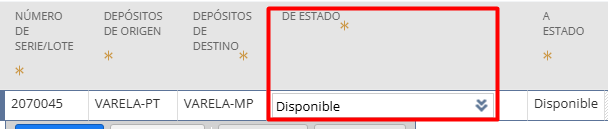 NÚMERO DE SERIE/LOTE *
DEPÓSITOS DE ORIGEN *
DEPÓSITOS DE DESTINO *
DE ESTADO *
A ESTADO *
2070045 VARELA-PT VARELA-MP Disponible Disponible